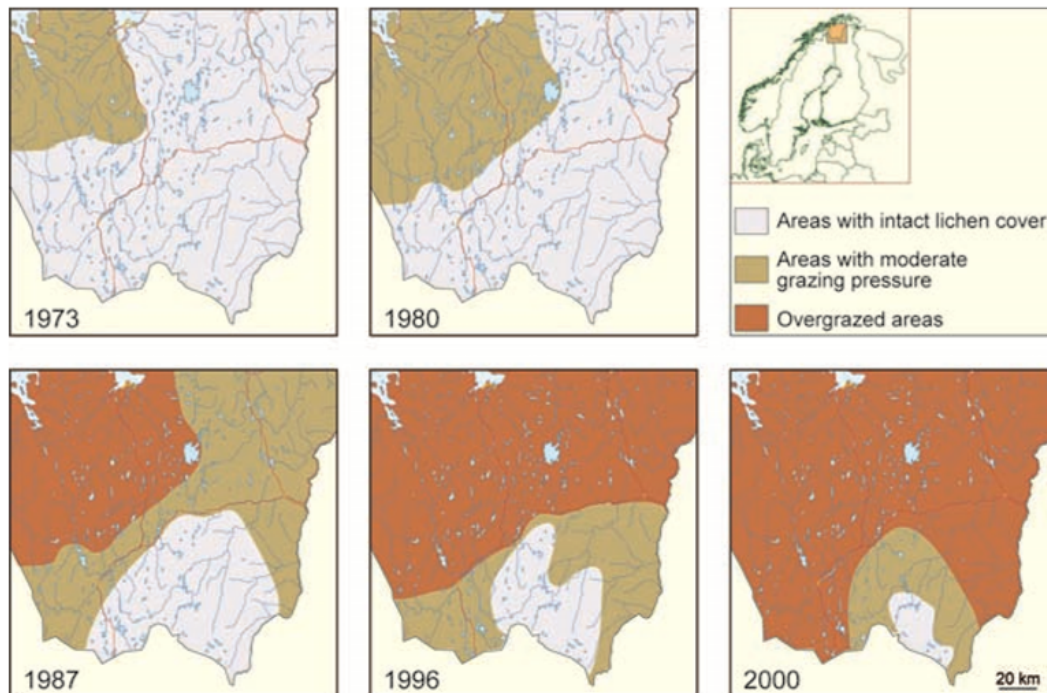 1973
1980
Areas with intact lichen cover
Areas with moderate
grazing pressure
Overgrazed areas
1987
1996
2000
20 km